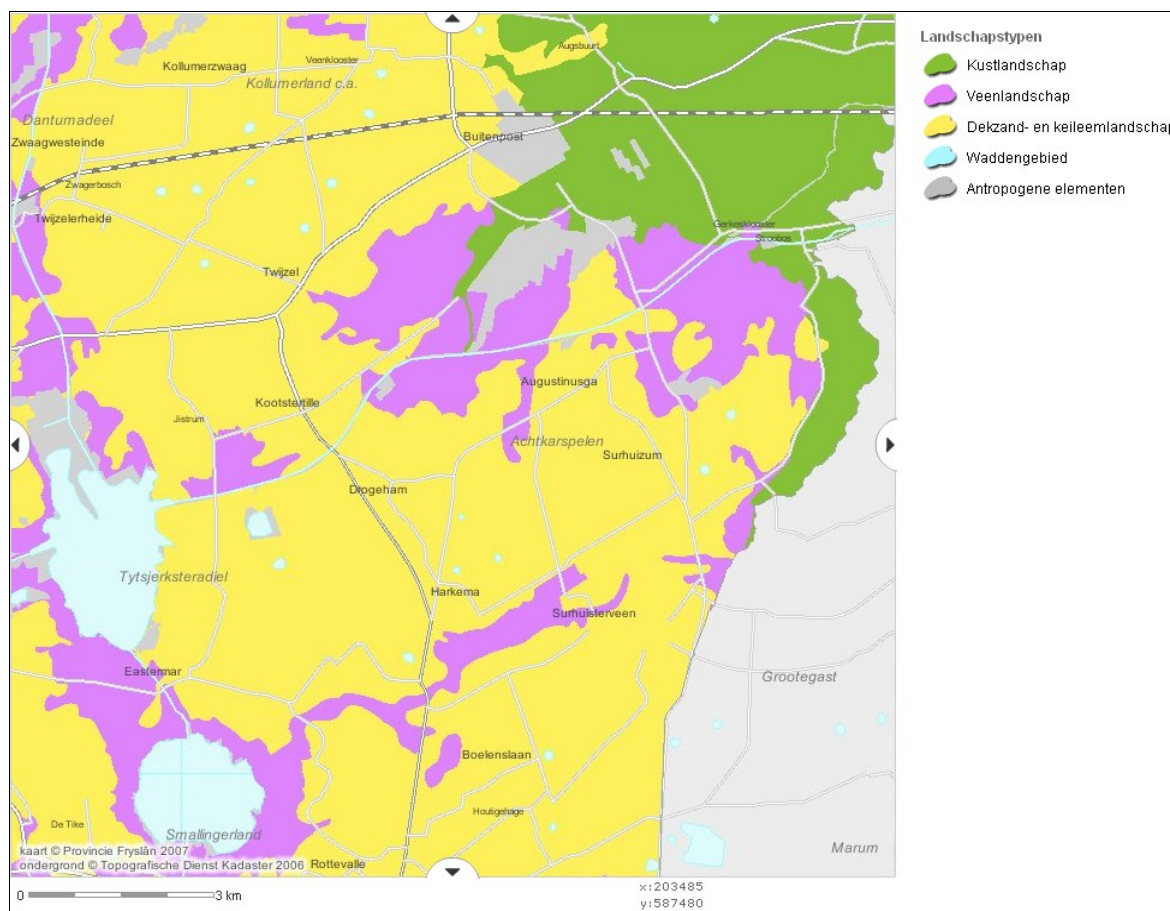 Landschapstypen
Kustlandschap
Veenlandschap
Dekzand- en keileemlandschap
Waddengebied
Antropogene elementen
Augsbuurt
Veenklooster
Kollumerzwaag
Kollumerland c.a.
Dantumadeel
Buitenpost
Zwaagwesteinde
Zwagerbosch
Twijzelerheide
Gerkesklooster
Stroobos
Twijzel
Augustinusga
Kootstertille
Jistrum
Achtkarspelen
Surhuizum
Drogeham
Tytsjerksteradiel
Harkema
Surhuisterveen
Eastermar
Grootegast
Boelenslaan
Houtigehage
De Tike
Smallingerland
Marum
kaart © Provincie Fryslân 2007
ondergrond © Topografische Dienst Kadaster 2006
Rottevalle
0 3 km
x:203485
y:587480